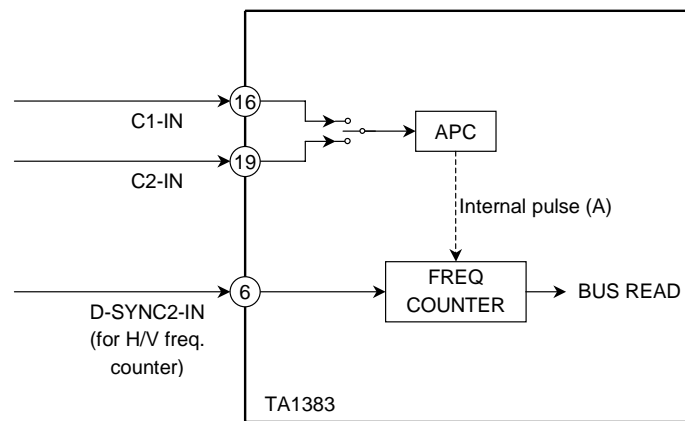 16
C1-IN
APC
19
C2-IN
Internal pulse (A)
6
FREQ
COUNTER
BUS READ
D-SYNC2-IN
(for H/V freq.
counter)
TA1383